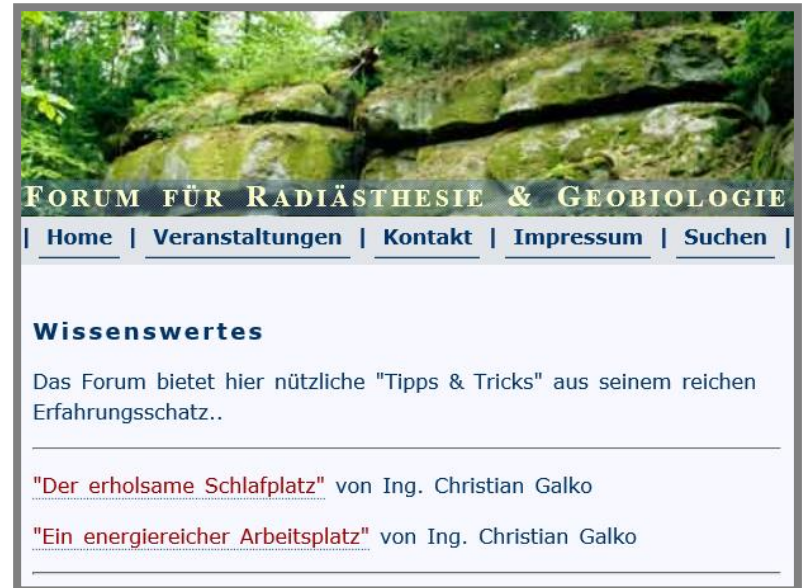 FORUM FÜR RADIÄSTHESIE & GEOBIOLOGIE
| Home | Veranstaltungen | Kontakt | Impressum | Suchen |
Wissenswertes
Das Forum bietet hier nützliche "Tipps & Tricks" aus seinem reichen
Erfahrungsschatz..
"Der erholsame Schlafplatz" von Ing. Christian Galko
"Ein energiereicher Arbeitsplatz" von Ing. Christian Galko